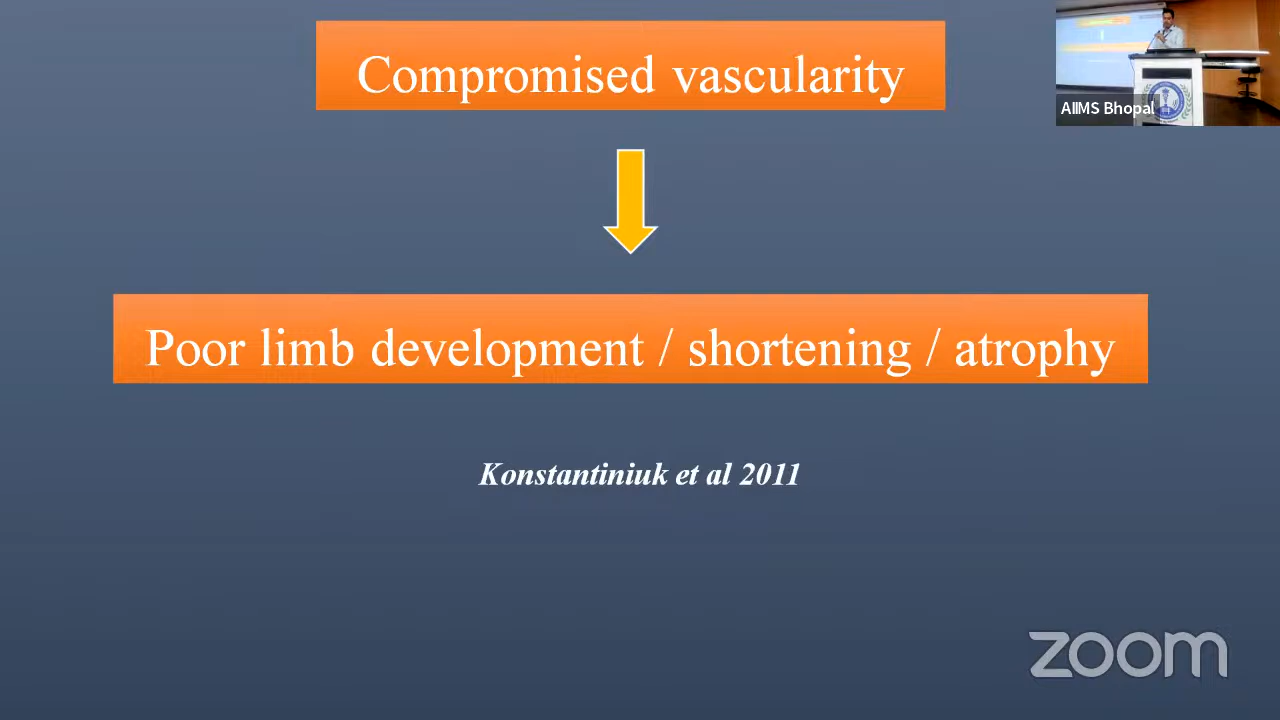 Compromised vascularity
AIIMS Bhopal
Poor limb development / shortening / atrophy
Konstantiniuk et al 2011
zoom